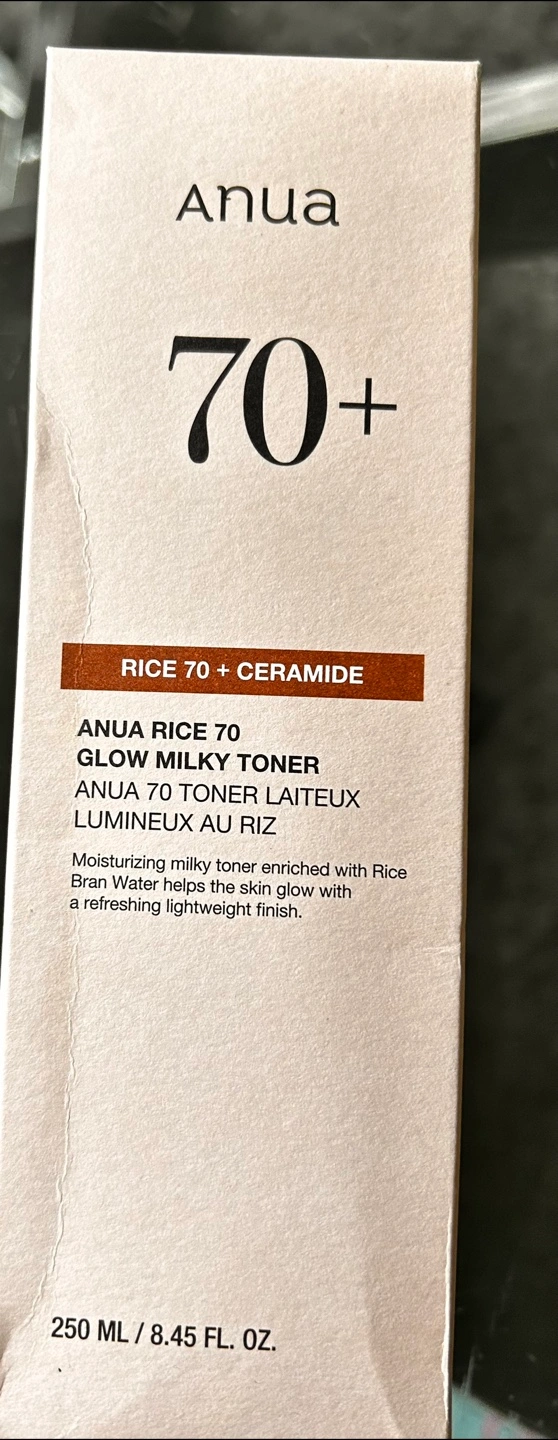 Anua
70+
RICE 70 + CERAMIDE
ANUA RICE 70
GLOW MILKY TONER
ANUA 70 TONER LAITEUX
LUMINEUX AU RIZ
Moisturizing milky toner enriched with Rice
Bran Water helps the skin glow with
a refreshing lightweight finish.
250 ML / 8.45 FL. OZ.